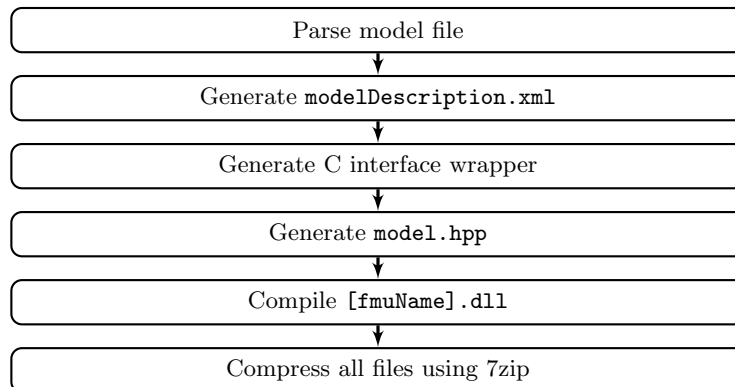 Parse model file
Generate modelDescription.xml
Generate C interface wrapper
Generate model.hpp
Compile [fmuName].dll
Compress all files using 7zip